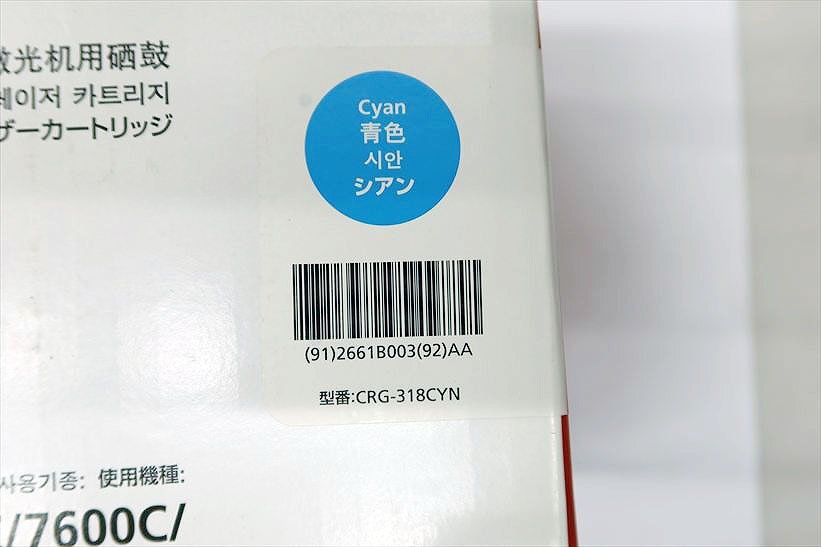 激光机用硒鼓
레이저 카트리지
ザーカートリッジ
Cyan
青色
시안
シアン
(91)2661B003(92)AA
型番:CRG-318CYN
사용기종: 使用機種:
/7600C/